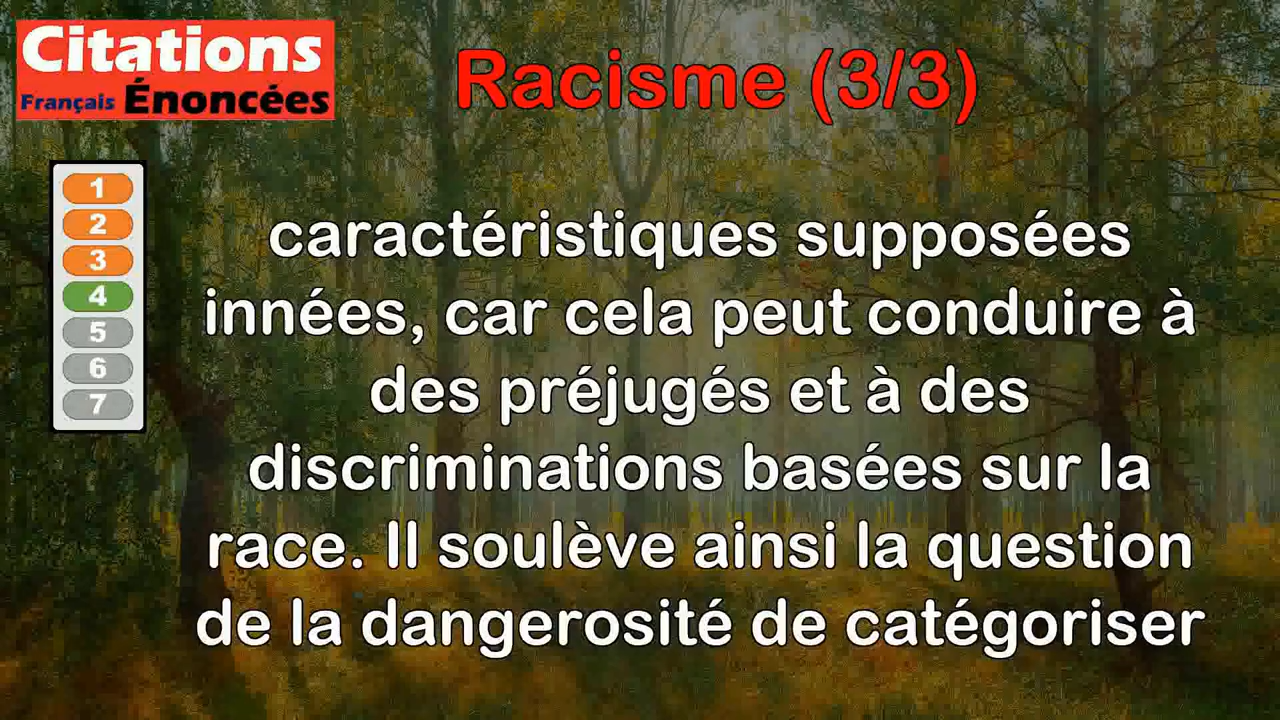 Citations
Français Énoncées
Racisme (3/3)
1
2
3
4
5
6
7
caractéristiques supposées
innées, car cela peut conduire à
des préjugés et à des
discriminations basées sur la
race. Il soulève ainsi la question
de la dangerosité de catégoriser